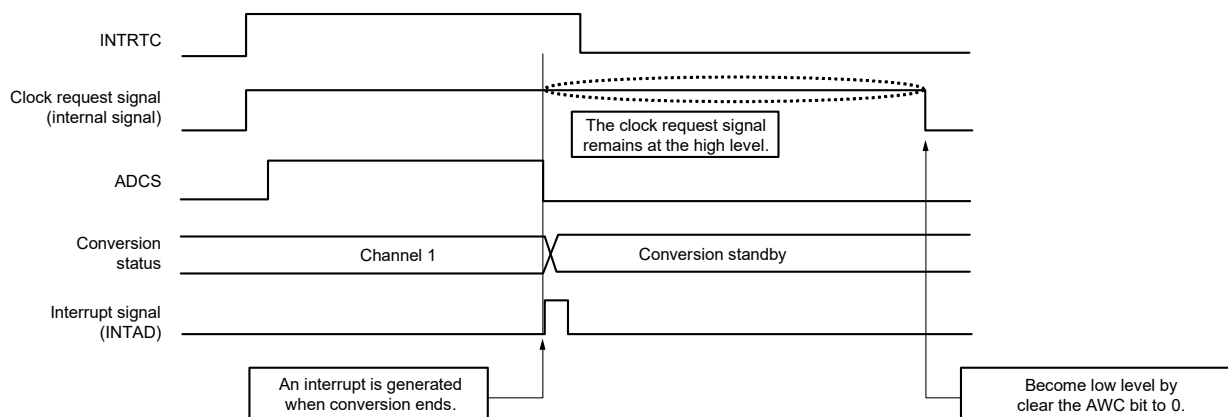 INTRTC
Clock request signal
(internal signal)
The clock request signal
remains at the high level.
ADCS
Conversion
status
Channel 1
Conversion standby
Interrupt signal
(INTAD)
An interrupt is generated
when conversion ends.
Become low level by
clear the AWC bit to 0.